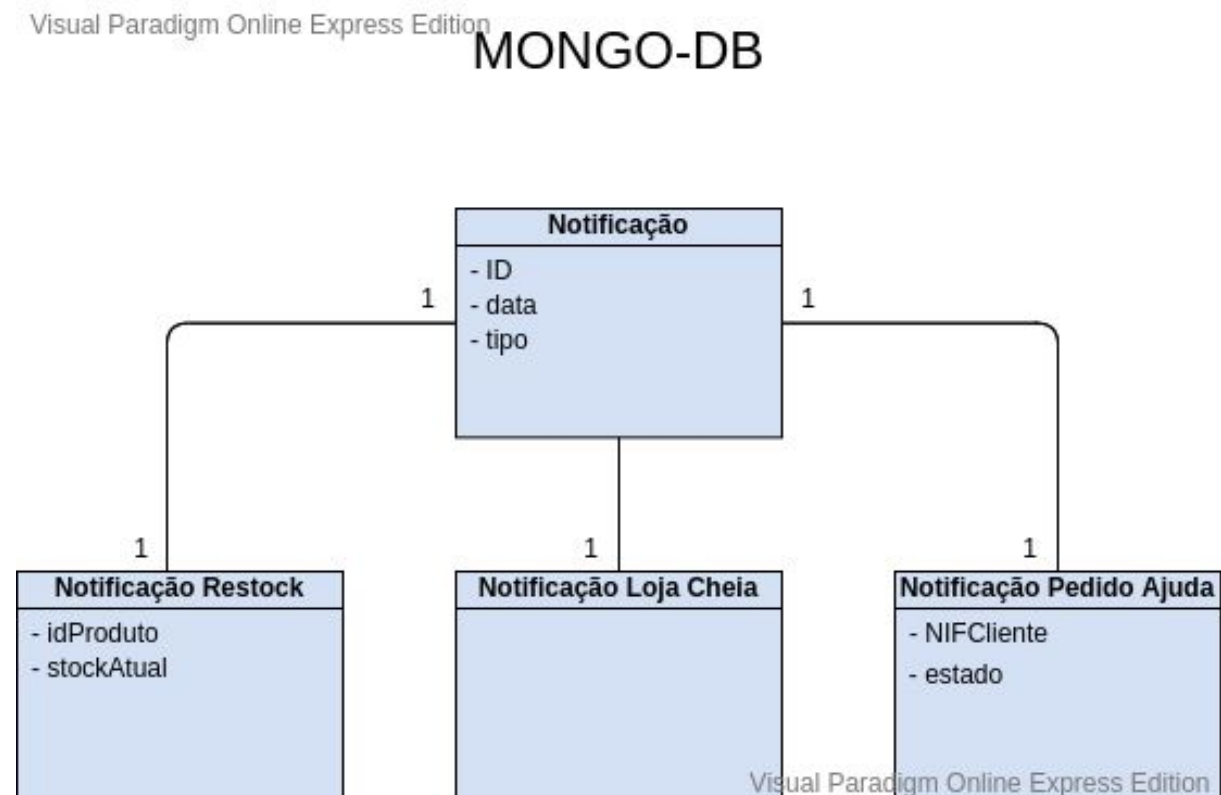 Visual Paradigm Online Express Edition
MONGO-DB
Notificação
- ID
- data
- tipo
1
1
1
1
1
Notificação Restock
- idProduto
- stockAtual
Notificação Loja Cheia
Notificação Pedido Ajuda
- NIFCliente
- estado
Visual Paradigm Online Express Edition